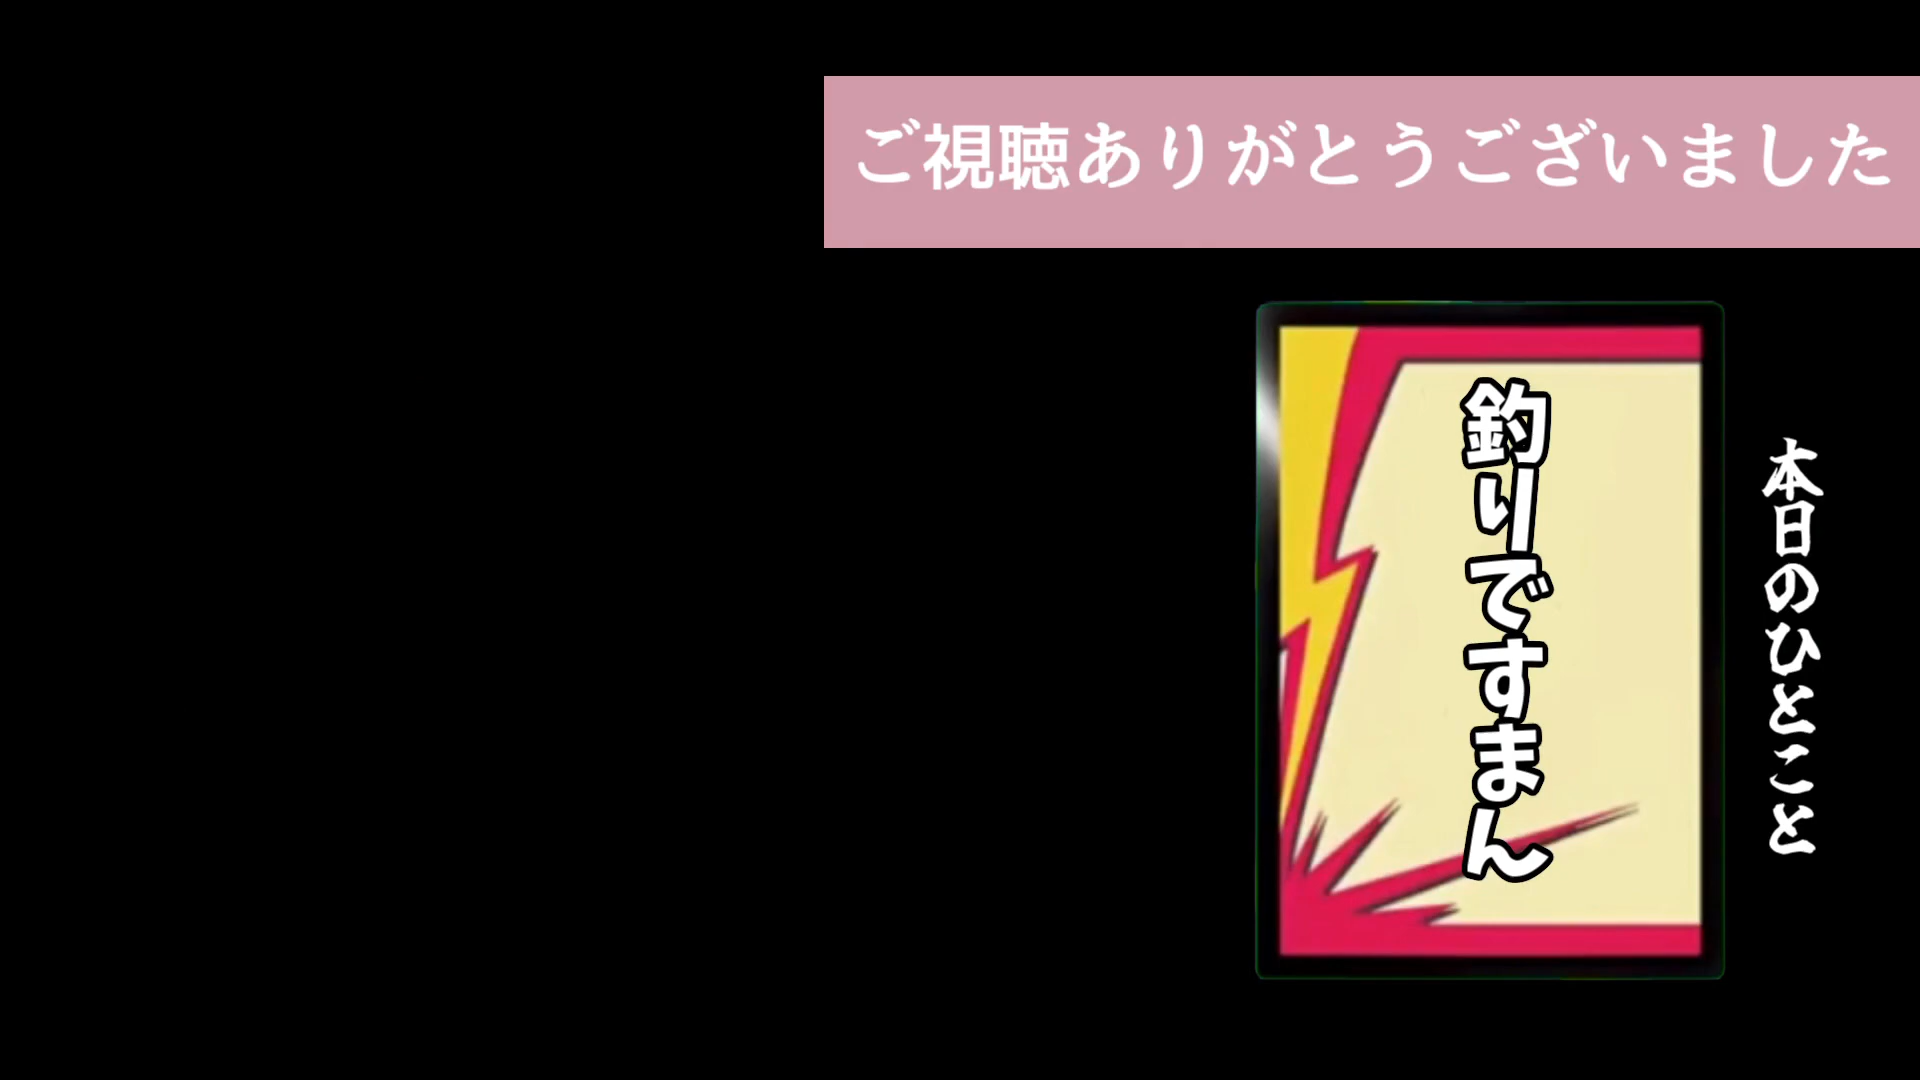 ご視聴ありがとうございました
本日のひとこと
釣りですまん